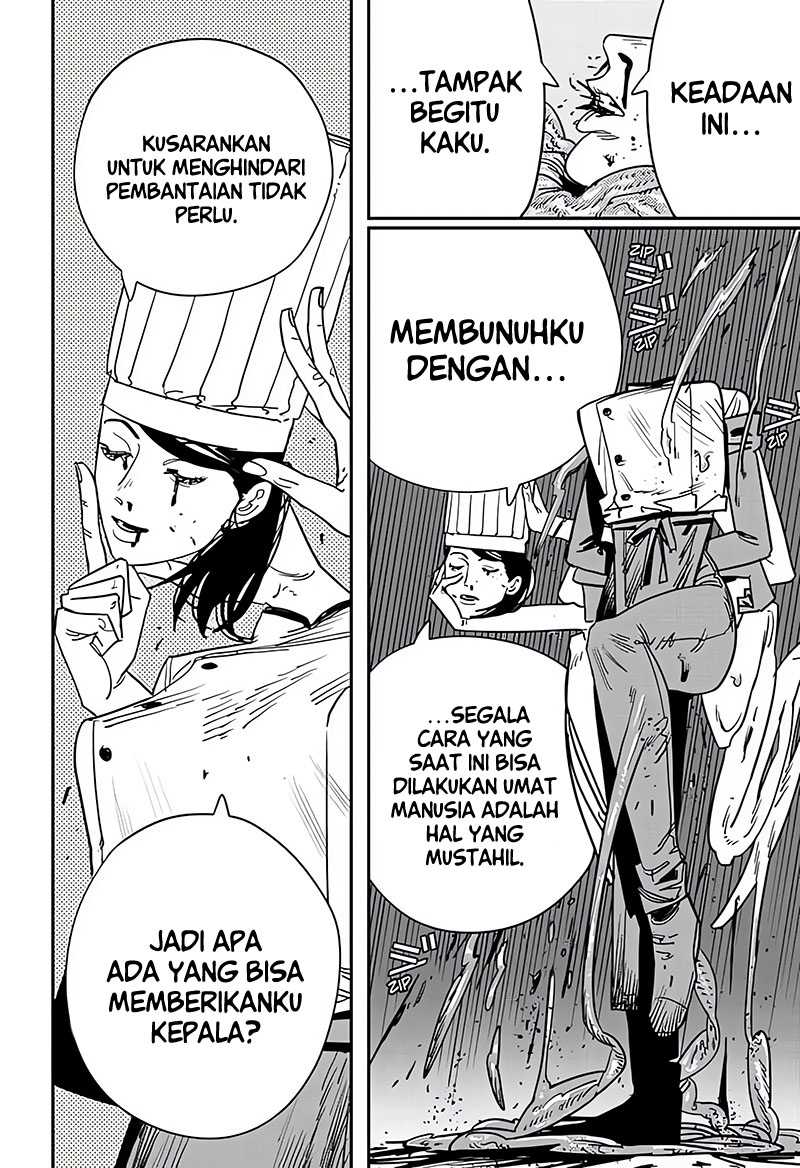 KEADAAN
INI...
...TAMPAK
BEGITU
KAKU.
ZIP
ZIP
ZIP
MEMBUNUHKU
DENGAN...
...SEGALA
CARA YANG
SAAT INI BISA
DILAKUKAN UMAT
MANUSIA ADALAH
HAL YANG
MUSTAHIL.
ZIP
KUSARANKAN
UNTUK MENGHINDARI
PEMBANTAIAN TIDAK
PERLU.
JADI APA
ADA YANG BISA
MEMBERIKANKU
KEPALA?